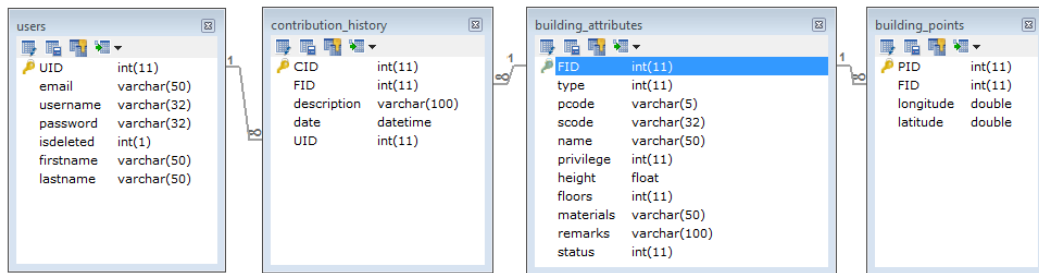 users
UID int(11)
email varchar(50)
username varchar(32)
password varchar(32)
isdeleted int(1)
firstname varchar(50)
lastname varchar(50)
1
∞
contribution_history
CID int(11)
FID int(11)
description varchar(100)
date datetime
UID int(11)
1
∞
building_attributes
FID int(11)
type int(11)
pcode varchar(5)
scode varchar(32)
name varchar(50)
privilege int(11)
height float
floors int(11)
materials varchar(50)
remarks varchar(100)
status int(11)
1
∞
building_points
PID int(11)
FID int(11)
longitude double
latitude double